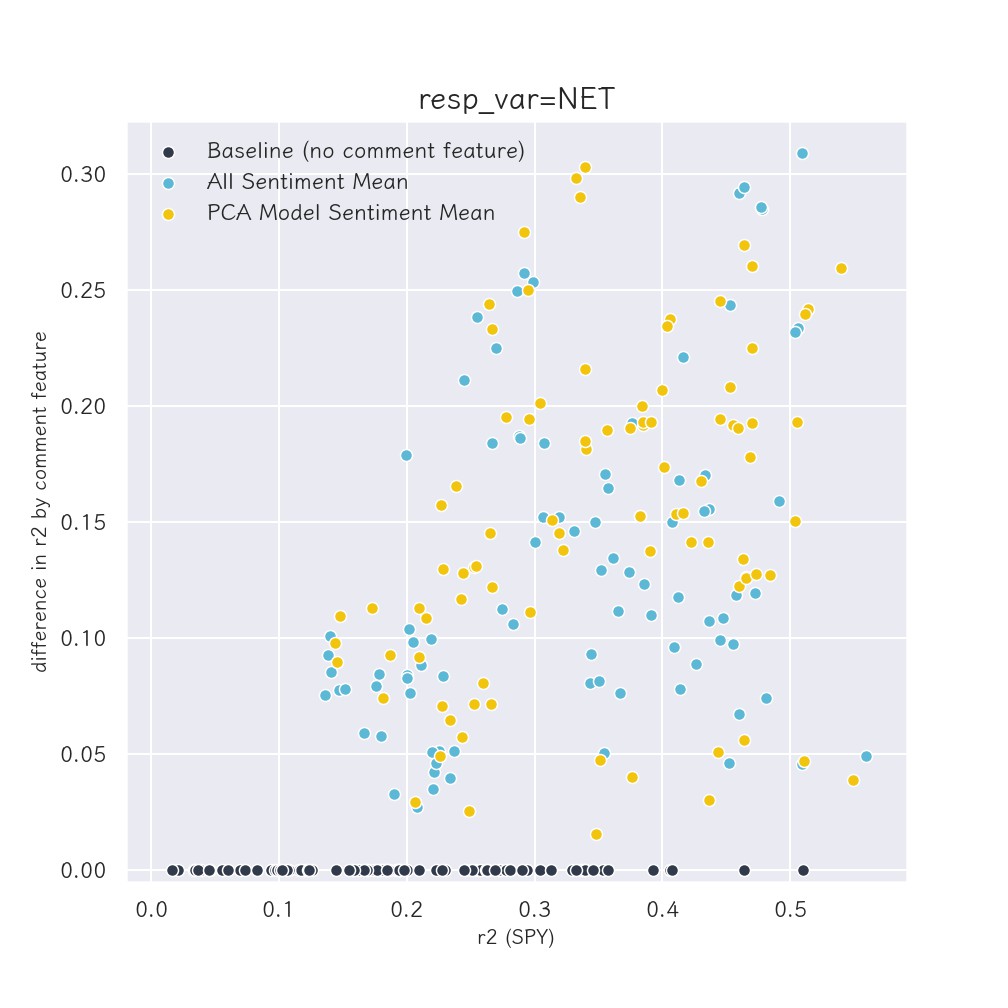 resp_var=NET
Baseline (no comment feature)
All Sentiment Mean
PCA Model Sentiment Mean
difference in r2 by comment feature
0.30
0.25
0.20
0.15
0.10
0.05
0.00
0.0 0.1 0.2 0.3 0.4 0.5
r2 (SPY)